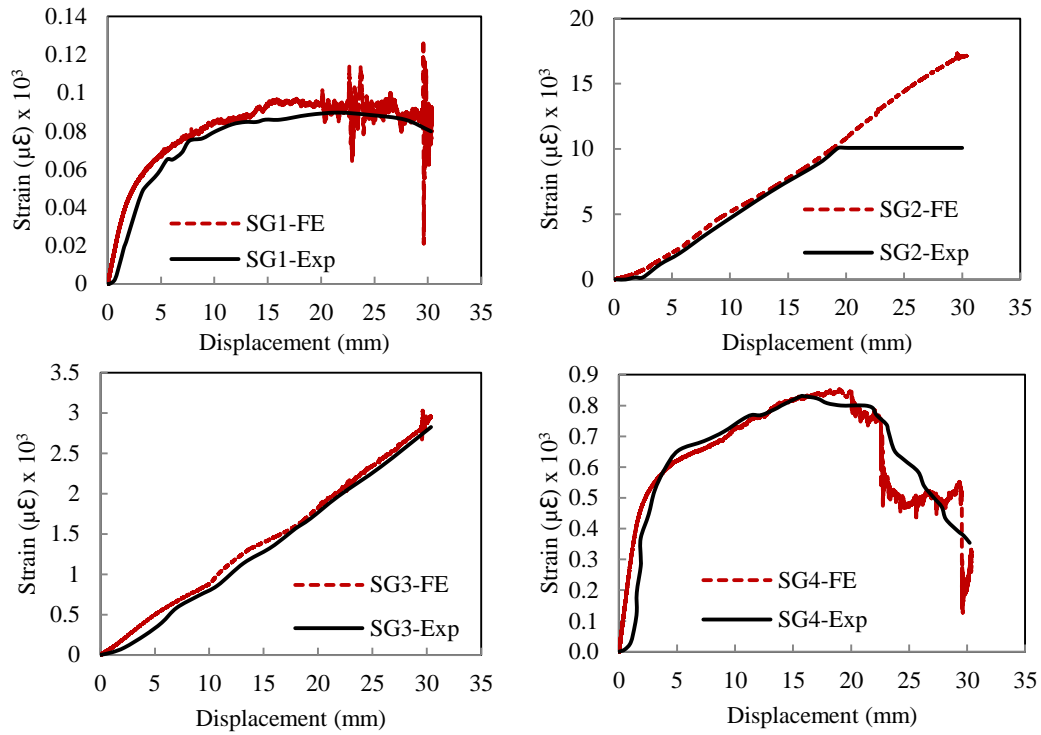 0.14
0.12
0.1
0.08
0.06
0.04
0.02
0
Strain (µƐ) x 10³
SG1-FE
SG1-Exp
0 5 10 15 20 25 30 35
Displacement (mm)
20
15
10
5
0
Strain (µƐ) x 10³
SG2-FE
SG2-Exp
0 5 10 15 20 25 30 35
Displacement (mm)
3.5
3
2.5
2
1.5
1
0.5
0
Strain (µƐ) x 10³
SG3-FE
SG3-Exp
0 5 10 15 20 25 30 35
Displacement (mm)
0.9
0.8
0.7
0.6
0.5
0.4
0.3
0.2
0.1
0.0
Strain (µƐ) x 10³
SG4-FE
SG4-Exp
0 5 10 15 20 25 30 35
Displacement (mm)